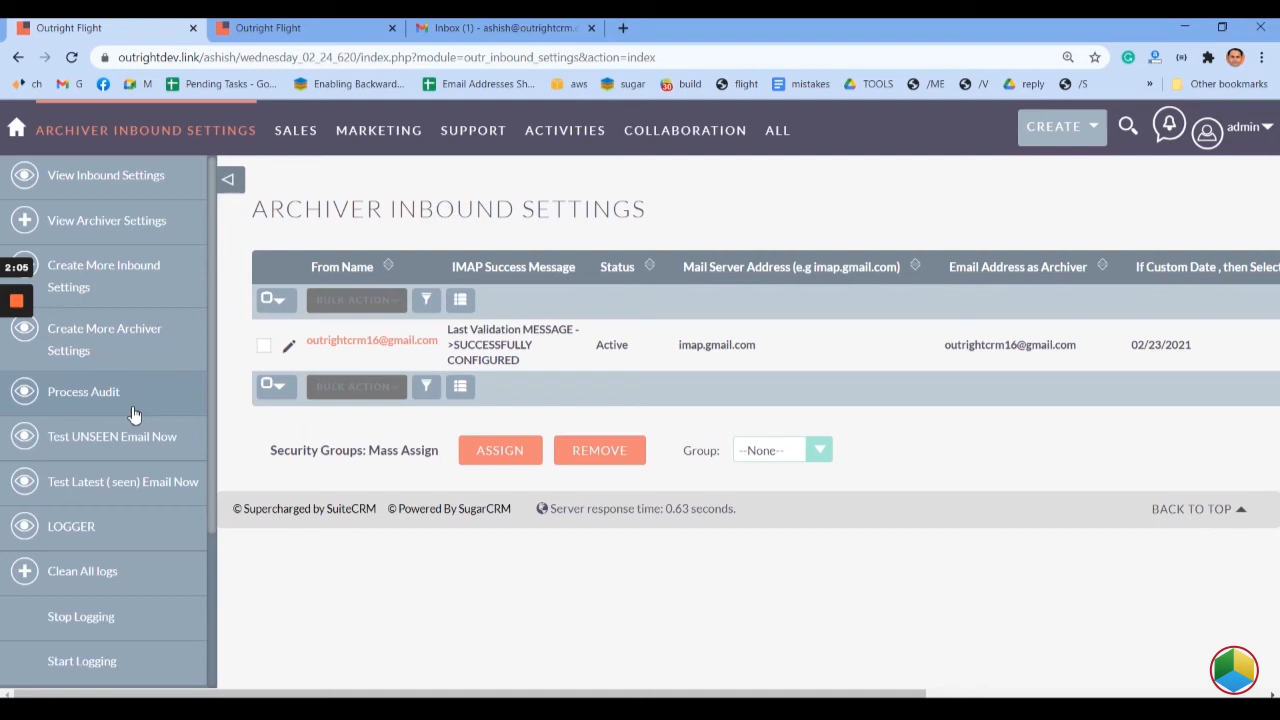 Outright Flight
Outright Flight
Inbox (1) - ashish@outrightcrm.c
outrightdev.link/ashish/wednesday_02_24_620/index.php?module=outr_inbound_settings&action=index
ch
G
M
Pending Tasks - Go...
Enabling Backward...
Email Addresses Sh...
aws
sugar
build
flight
mistakes
TOOLS
/ME
/V
reply
/S
»
Other bookmarks
ARCHIVER INBOUND SETTINGS
SALES
MARKETING
SUPPORT
ACTIVITIES
COLLABORATION
ALL
CREATE
admin
View Inbound Settings
View Archiver Settings
Create More Inbound
Settings
2:05
Create More Archiver
Settings
Process Audit
Test UNSEEN Email Now
Test Latest ( seen) Email Now
LOGGER
Clean All logs
Stop Logging
Start Logging
ARCHIVER INBOUND SETTINGS
From Name
IMAP Success Message
Status
Mail Server Address (e.g imap.gmail.com)
Email Address as Archiver
If Custom Date , then Select
BULK ACTION
outrightcrm16@gmail.com
Last Validation MESSAGE -
>SUCCESSFULLY
CONFIGURED
Active
imap.gmail.com
outrightcrm16@gmail.com
02/23/2021
BULK ACTION
Security Groups: Mass Assign
ASSIGN
REMOVE
Group:
--None--
© Supercharged by SuiteCRM
© Powered By SugarCRM
Server response time: 0.63 seconds.
BACK TO TOP